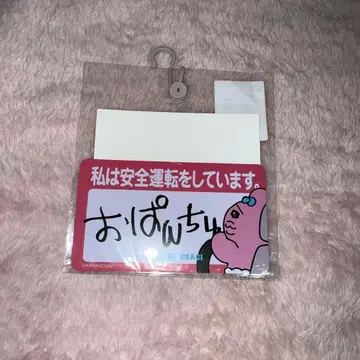 私は安全運転をしています。
おぱんちゅ